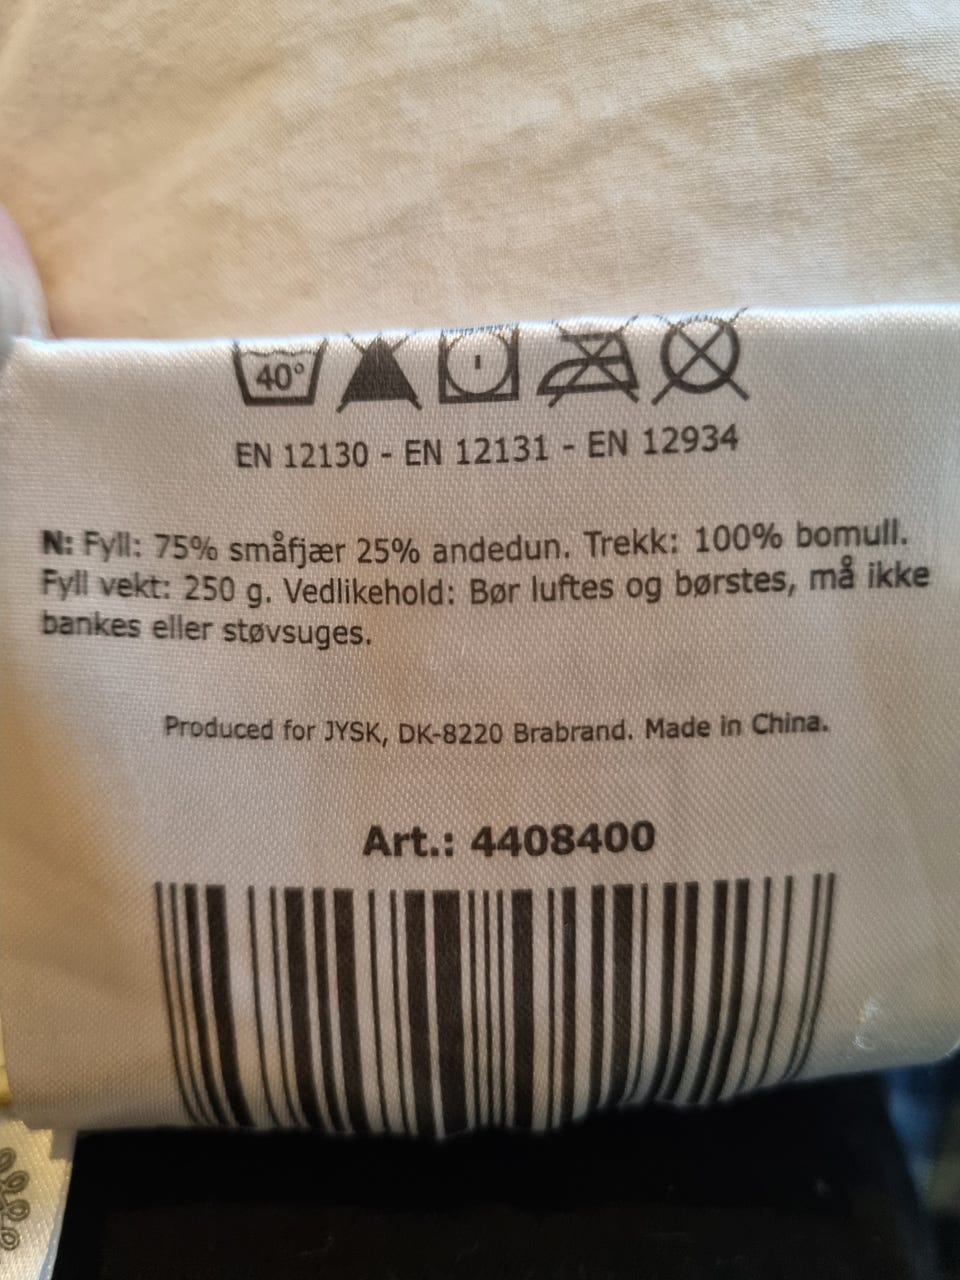 40°
EN 12130 - EN 12131 - EN 12934
N: Fyll: 75% småfjær 25% andedun. Trekk: 100% bomull.
Fyll vekt: 250 g. Vedlikehold: Bør luftes og børstes, må ikke
bankes eller støvsuges.
Produced for JYSK, DK-8220 Brabrand. Made in China.
Art.: 4408400